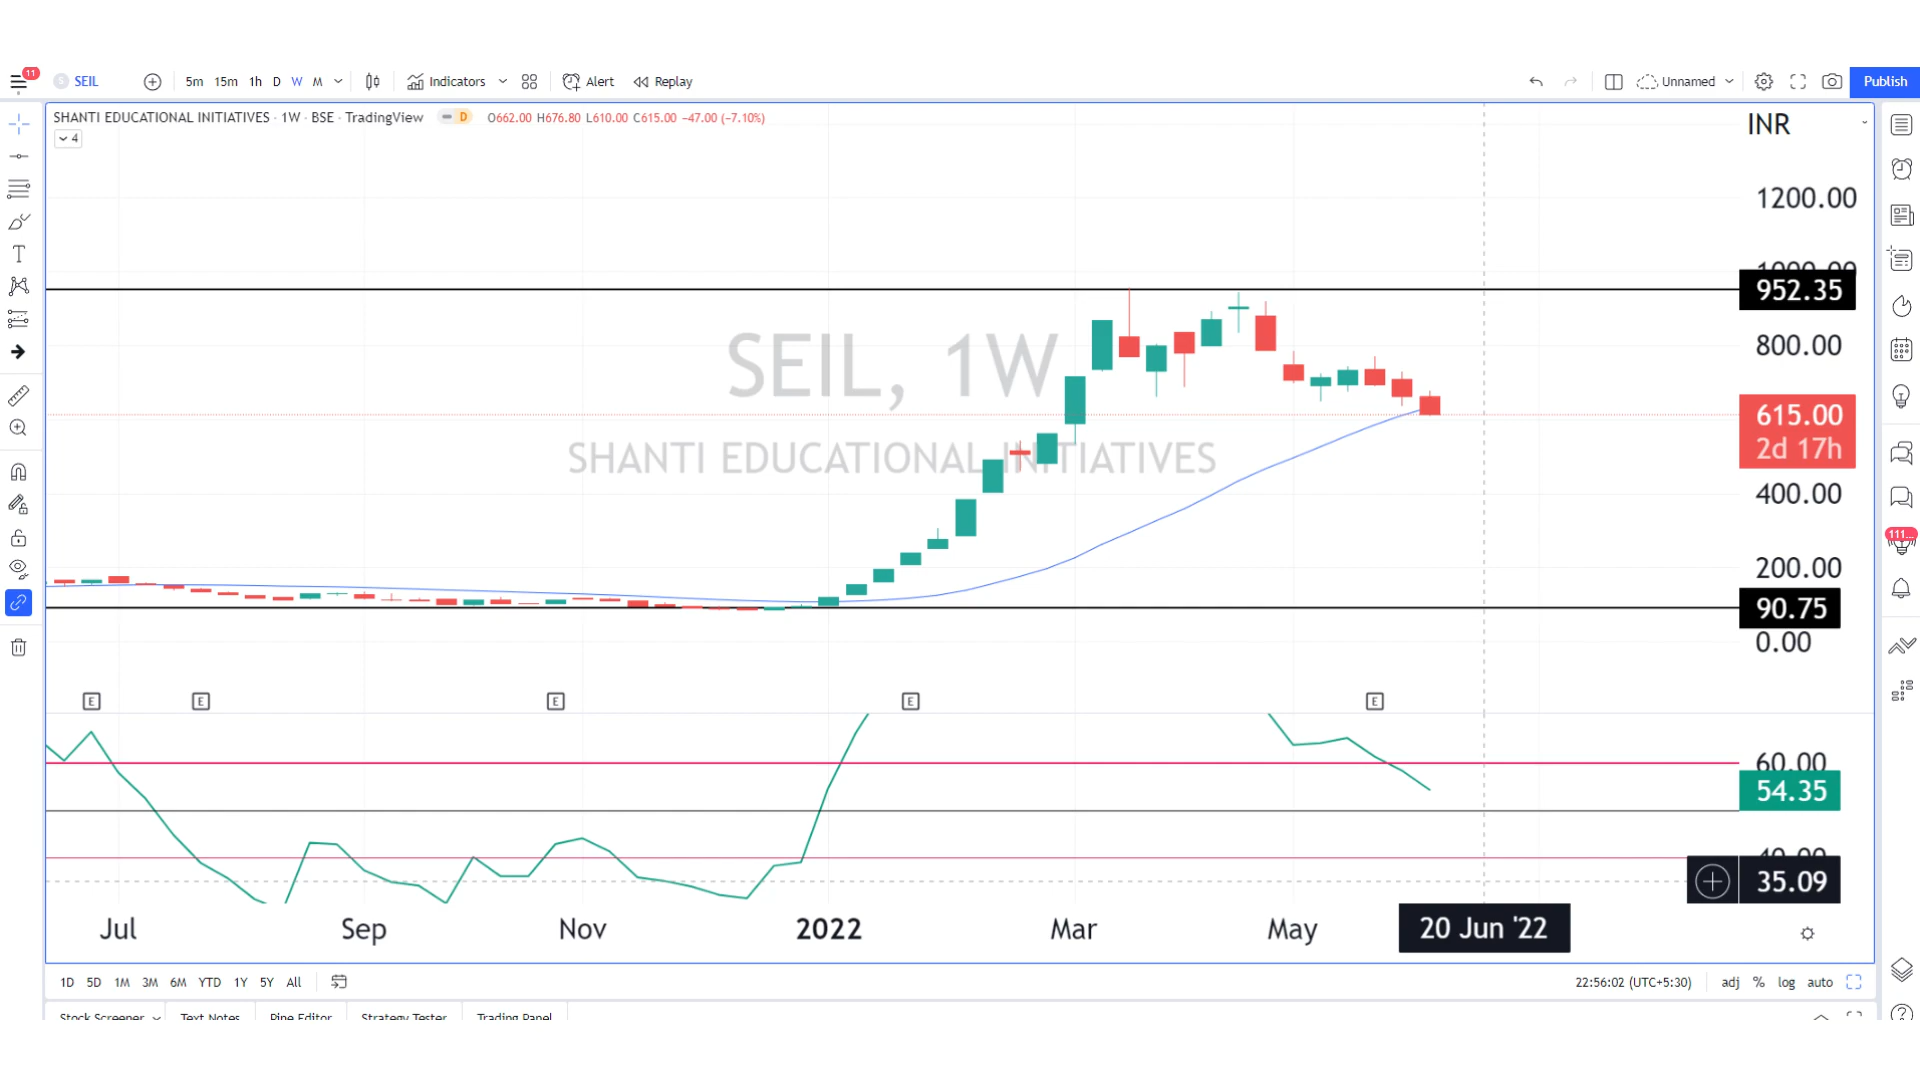 11
S SEIL 5m 15m 1h D W M Indicators Alert Replay Unnamed Publish
SHANTI EDUCATIONAL INITIATIVES · 1W · BSE · TradingView D O662.00 H676.80 L610.00 C615.00 −47.00 (−7.10%)
4
INR
1200.00
1000.00
952.35
800.00
SEIL, 1W
615.00
2d 17h
SHANTI EDUCATIONAL INITIATIVES
400.00
111...
200.00
90.75
0.00
E E E E E
60.00
54.35
40.00
35.09
Jul Sep Nov 2022 Mar May 20 Jun '22
1D 5D 1M 3M 6M YTD 1Y 5Y All 22:56:02 (UTC+5:30) adj % log auto
Stock Screener Text Notes Pine Editor Strategy Tester Trading Panel